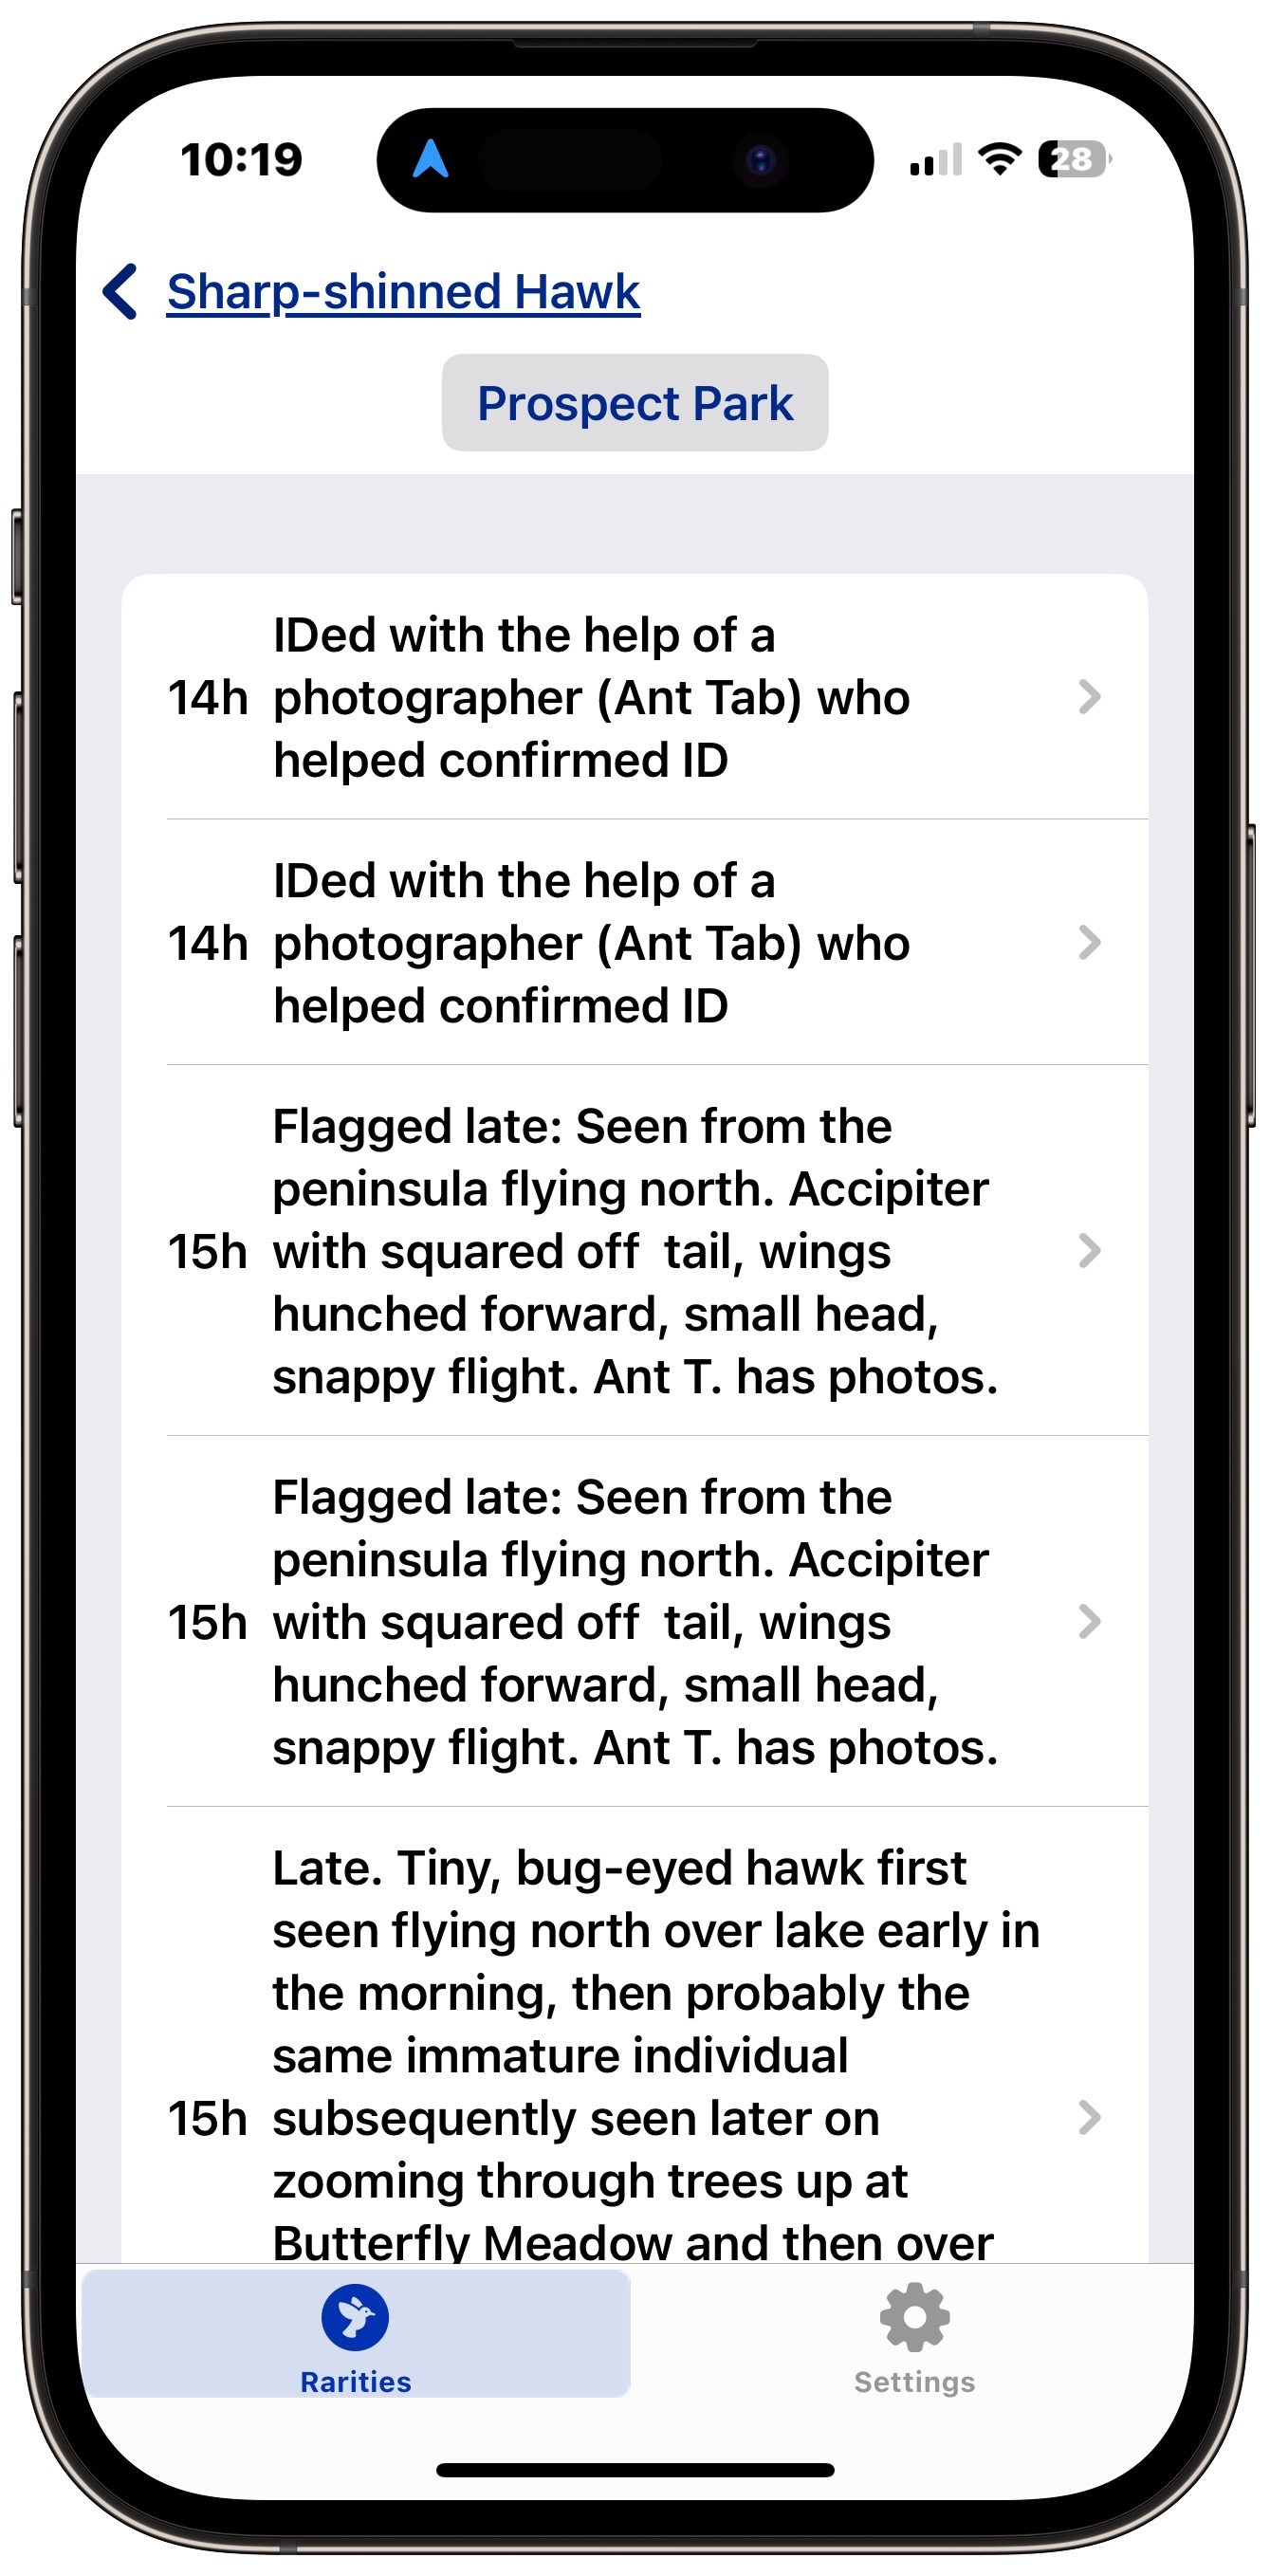 10:19
28
Sharp-shinned Hawk
Prospect Park
IDed with the help of a
14h photographer (Ant Tab) who
helped confirmed ID
IDed with the help of a
14h photographer (Ant Tab) who
helped confirmed ID
Flagged late: Seen from the
peninsula flying north. Accipiter
15h with squared off  tail, wings
hunched forward, small head,
snappy flight. Ant T. has photos.
Flagged late: Seen from the
peninsula flying north. Accipiter
15h with squared off  tail, wings
hunched forward, small head,
snappy flight. Ant T. has photos.
Late. Tiny, bug-eyed hawk first
seen flying north over lake early in
the morning, then probably the
same immature individual
15h subsequently seen later on
zooming through trees up at
Butterfly Meadow and then over
Rarities
Settings